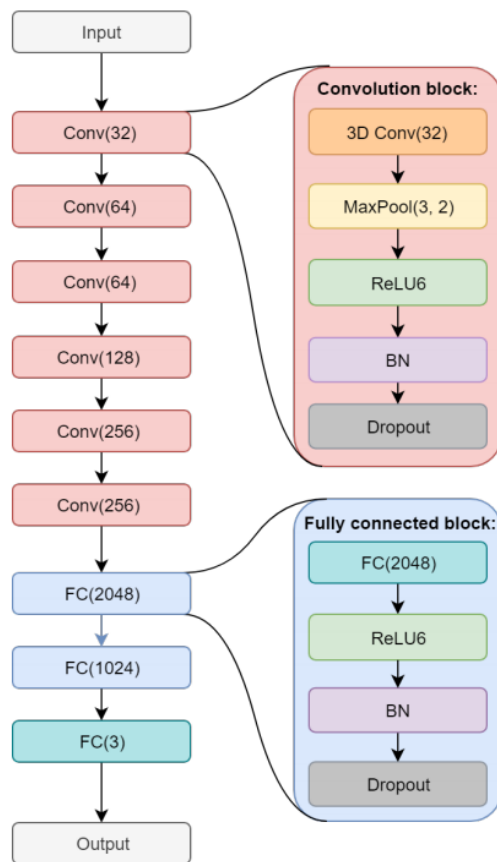 Input
Conv(32)
Conv(64)
Conv(64)
Conv(128)
Conv(256)
Conv(256)
FC(2048)
FC(1024)
FC(3)
Output
Convolution block:
3D Conv(32)
MaxPool(3, 2)
ReLU6
BN
Dropout
Fully connected block:
FC(2048)
ReLU6
BN
Dropout